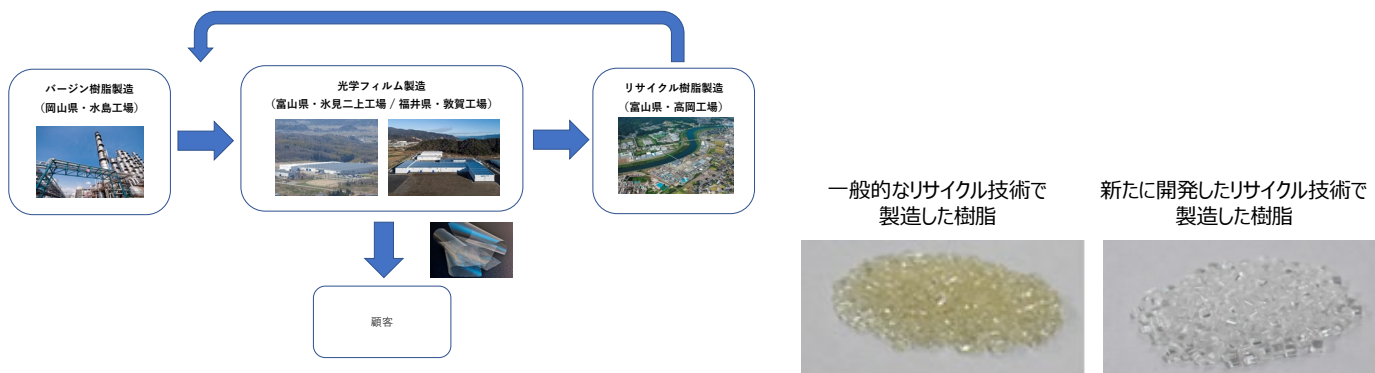 バージン樹脂製造
（岡山県・水島工場）
光学フィルム製造
（富山県・氷見二上工場 / 福井県・敦賀工場）
リサイクル樹脂製造
（富山県・高岡工場）
顧客
一般的なリサイクル技術で
製造した樹脂
新たに開発したリサイクル技術で
製造した樹脂